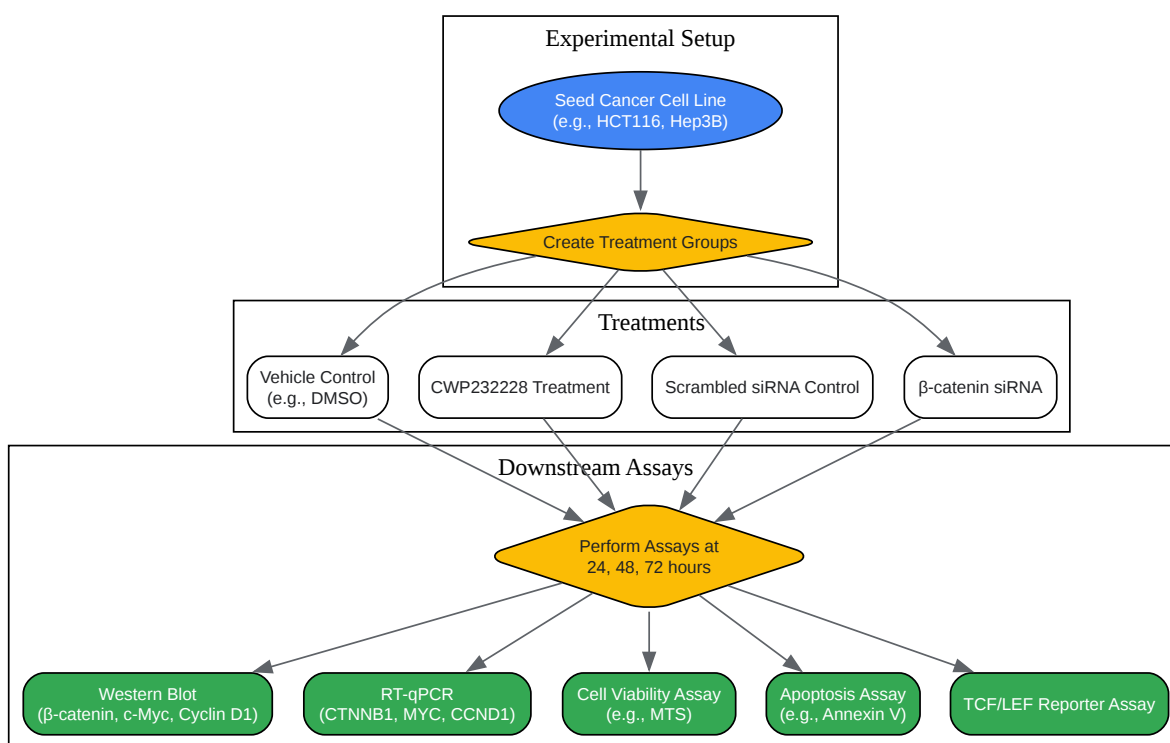 Experimental Setup
Seed Cancer Cell Line
(e.g., HCT116, Hep3B)
Create Treatment Groups
Treatments
Vehicle Control
(e.g., DMSO)
CWP232228 Treatment
Scrambled siRNA Control
β-catenin siRNA
Downstream Assays
Perform Assays at
24, 48, 72 hours
Western Blot
(β-catenin, c-Myc, Cyclin D1)
RT-qPCR
(CTNNB1, MYC, CCND1)
Cell Viability Assay
(e.g., MTS)
Apoptosis Assay
(e.g., Annexin V)
TCF/LEF Reporter Assay